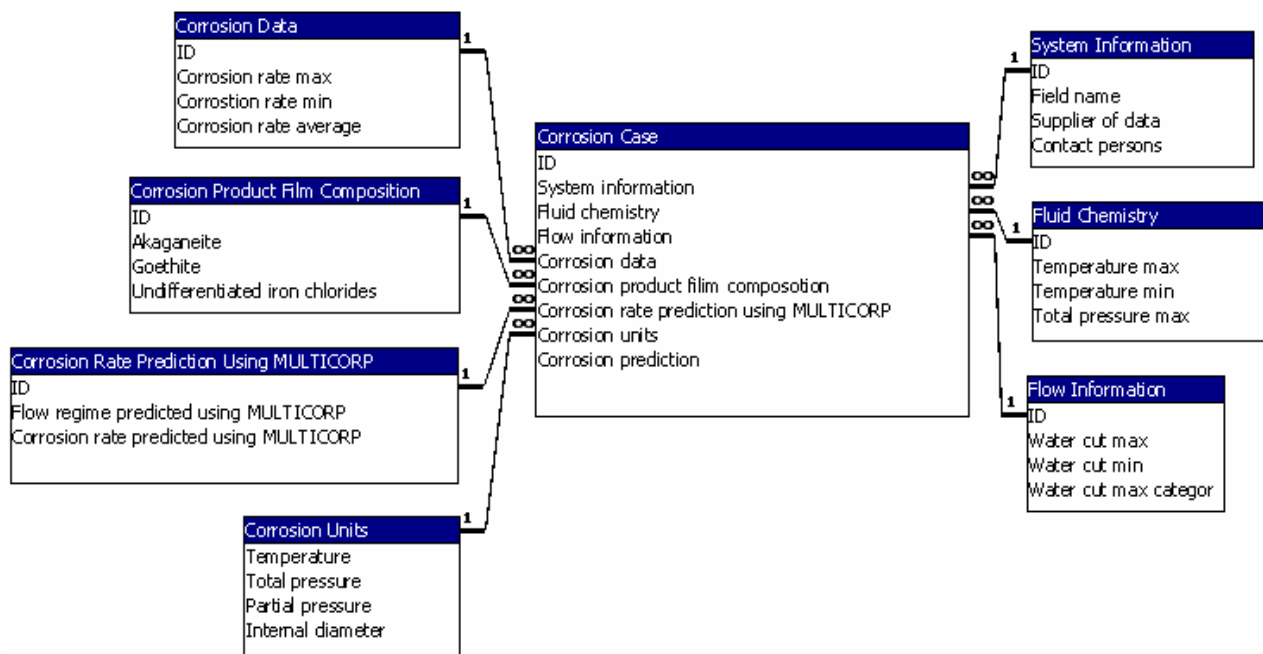 Corrosion Data
ID
Corrosion rate max
Corrostion rate min
Corrosion rate average
1
Corrosion Product Film Composition
ID
Akaganeite
Goethite
Undifferentiated iron chlorides
1
Corrosion Rate Prediction Using MULTICORP
ID
Flow regime predicted using MULTICORP
Corrosion rate predicted using MULTICORP
1
Corrosion Units
Temperature
Total pressure
Partial pressure
Internal diameter
1
Corrosion Case
ID
System information
Fluid chemistry
Flow information
Corrosion data
Corrosion product filim composotion
Corrosion rate prediction using MULTICORP
Corrosion units
Corrosion prediction
∞
∞
∞
∞
∞
∞
∞
System Information
ID
Field name
Supplier of data
Contact persons
1
Fluid Chemistry
ID
Temperature max
Temperature min
Total pressure max
1
Flow Information
ID
Water cut max
Water cut min
Water cut max categor
1